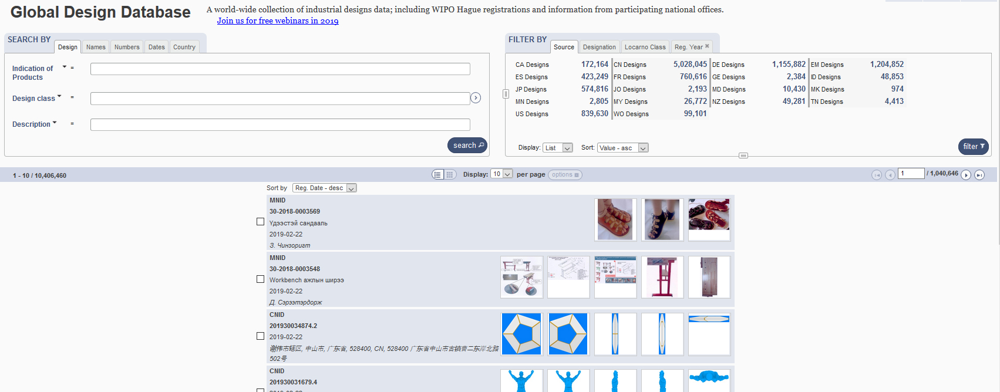 Global Design Database
A world-wide collection of industrial designs data; including WIPO Hague registrations and information from participating national offices.
Join us for free webinars in 2019
SEARCH BY Design Names Numbers Dates Country
Indication of Products =
Design class =
Description =
search
FILTER BY Source Designation Locarno Class Reg. Year
CA Designs 172,164 CN Designs 5,028,045 DE Designs 1,155,882 EM Designs 1,204,852
ES Designs 423,249 FR Designs 760,616 GE Designs 2,384 ID Designs 48,853
JP Designs 574,816 JO Designs 2,193 MD Designs 10,430 MK Designs 974
MN Designs 2,805 MY Designs 26,772 NZ Designs 49,281 TN Designs 4,413
US Designs 839,630 WO Designs 99,101
Display: List Sort: Value - asc
filter
1 - 10 / 10,406,460 Display: 10 per page options 1 / 1,040,646
Sort by Reg. Date - desc
MNID
30-2018-0003569
Үдээстэй сандааль
2019-02-22
З. Чинзоригт
MNID
30-2018-0003548
Workbench ажлын ширээ
2019-02-22
Д. Сэрээтэрдорж
CNID
201930034874.2
2019-02-22
谢伟市辖区, 中山市, 广东省, 528400, CN, 528400 广东省中山市古镇曹二东岸北路
502号
CNID
201930031679.4